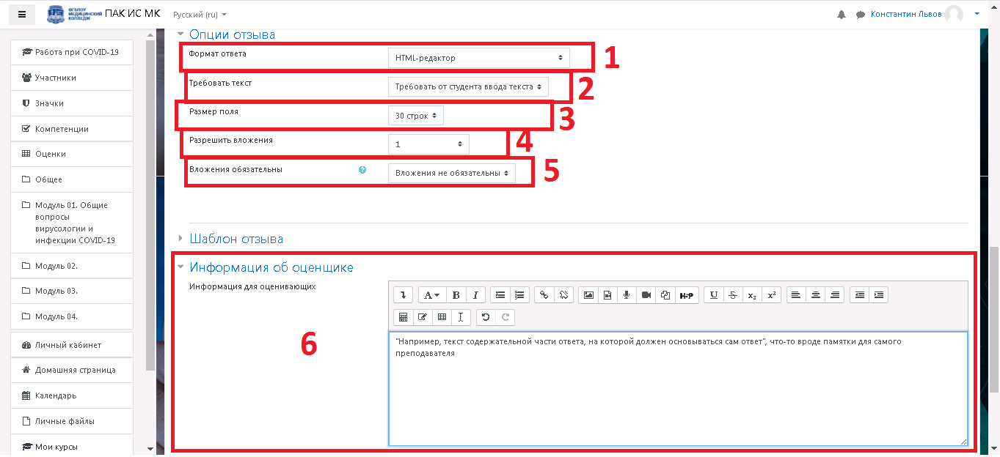 ФГБПОУ
МЕДИЦИНСКИЙ
КОЛЛЕДЖ
ПАК ИС МК
Русский (ru)
Константин Львов
Работа при COVID-19
Участники
Значки
Компетенции
Оценки
Общее
Модуль 01. Общие
вопросы
вирусологии и
инфекции COVID-19
Модуль 02.
Модуль 03.
Модуль 04.
Личный кабинет
Домашняя страница
Календарь
Личные файлы
Мои курсы
Опции отзыва
Формат ответа
HTML-редактор
1
Требовать текст
Требовать от студента ввода текста
2
Размер поля
30 строк
3
Разрешить вложения
1
4
Вложения обязательны
Вложения не обязательны
5
Шаблон отзыва
Информация об оценщике
Информация для оценивающих
6
A B I
H-P
U S x₂ x²
"Например, текст содержательной части ответа, на которой должен основываться сам ответ", что-то вроде памятки для самого
преподавателя